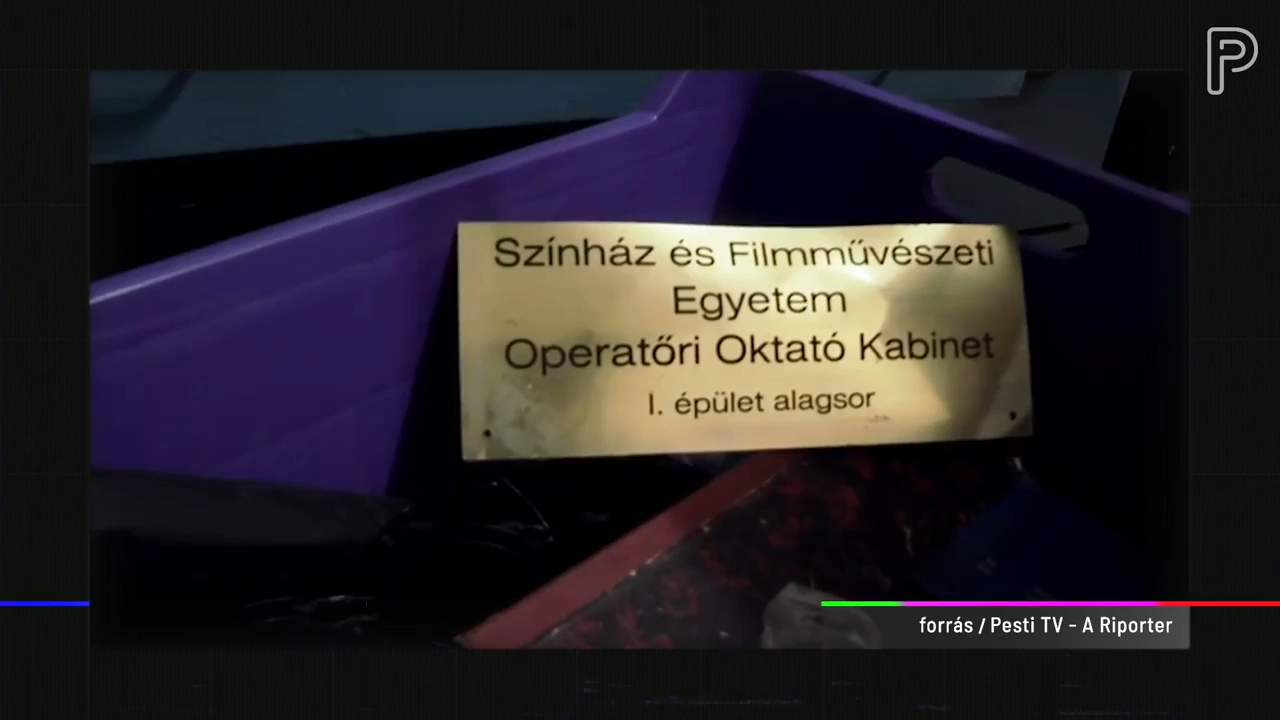 P
Színház és Filmművészeti
Egyetem
Operatőri Oktató Kabinet
I. épület alagsor
forrás / Pesti TV - A Riporter